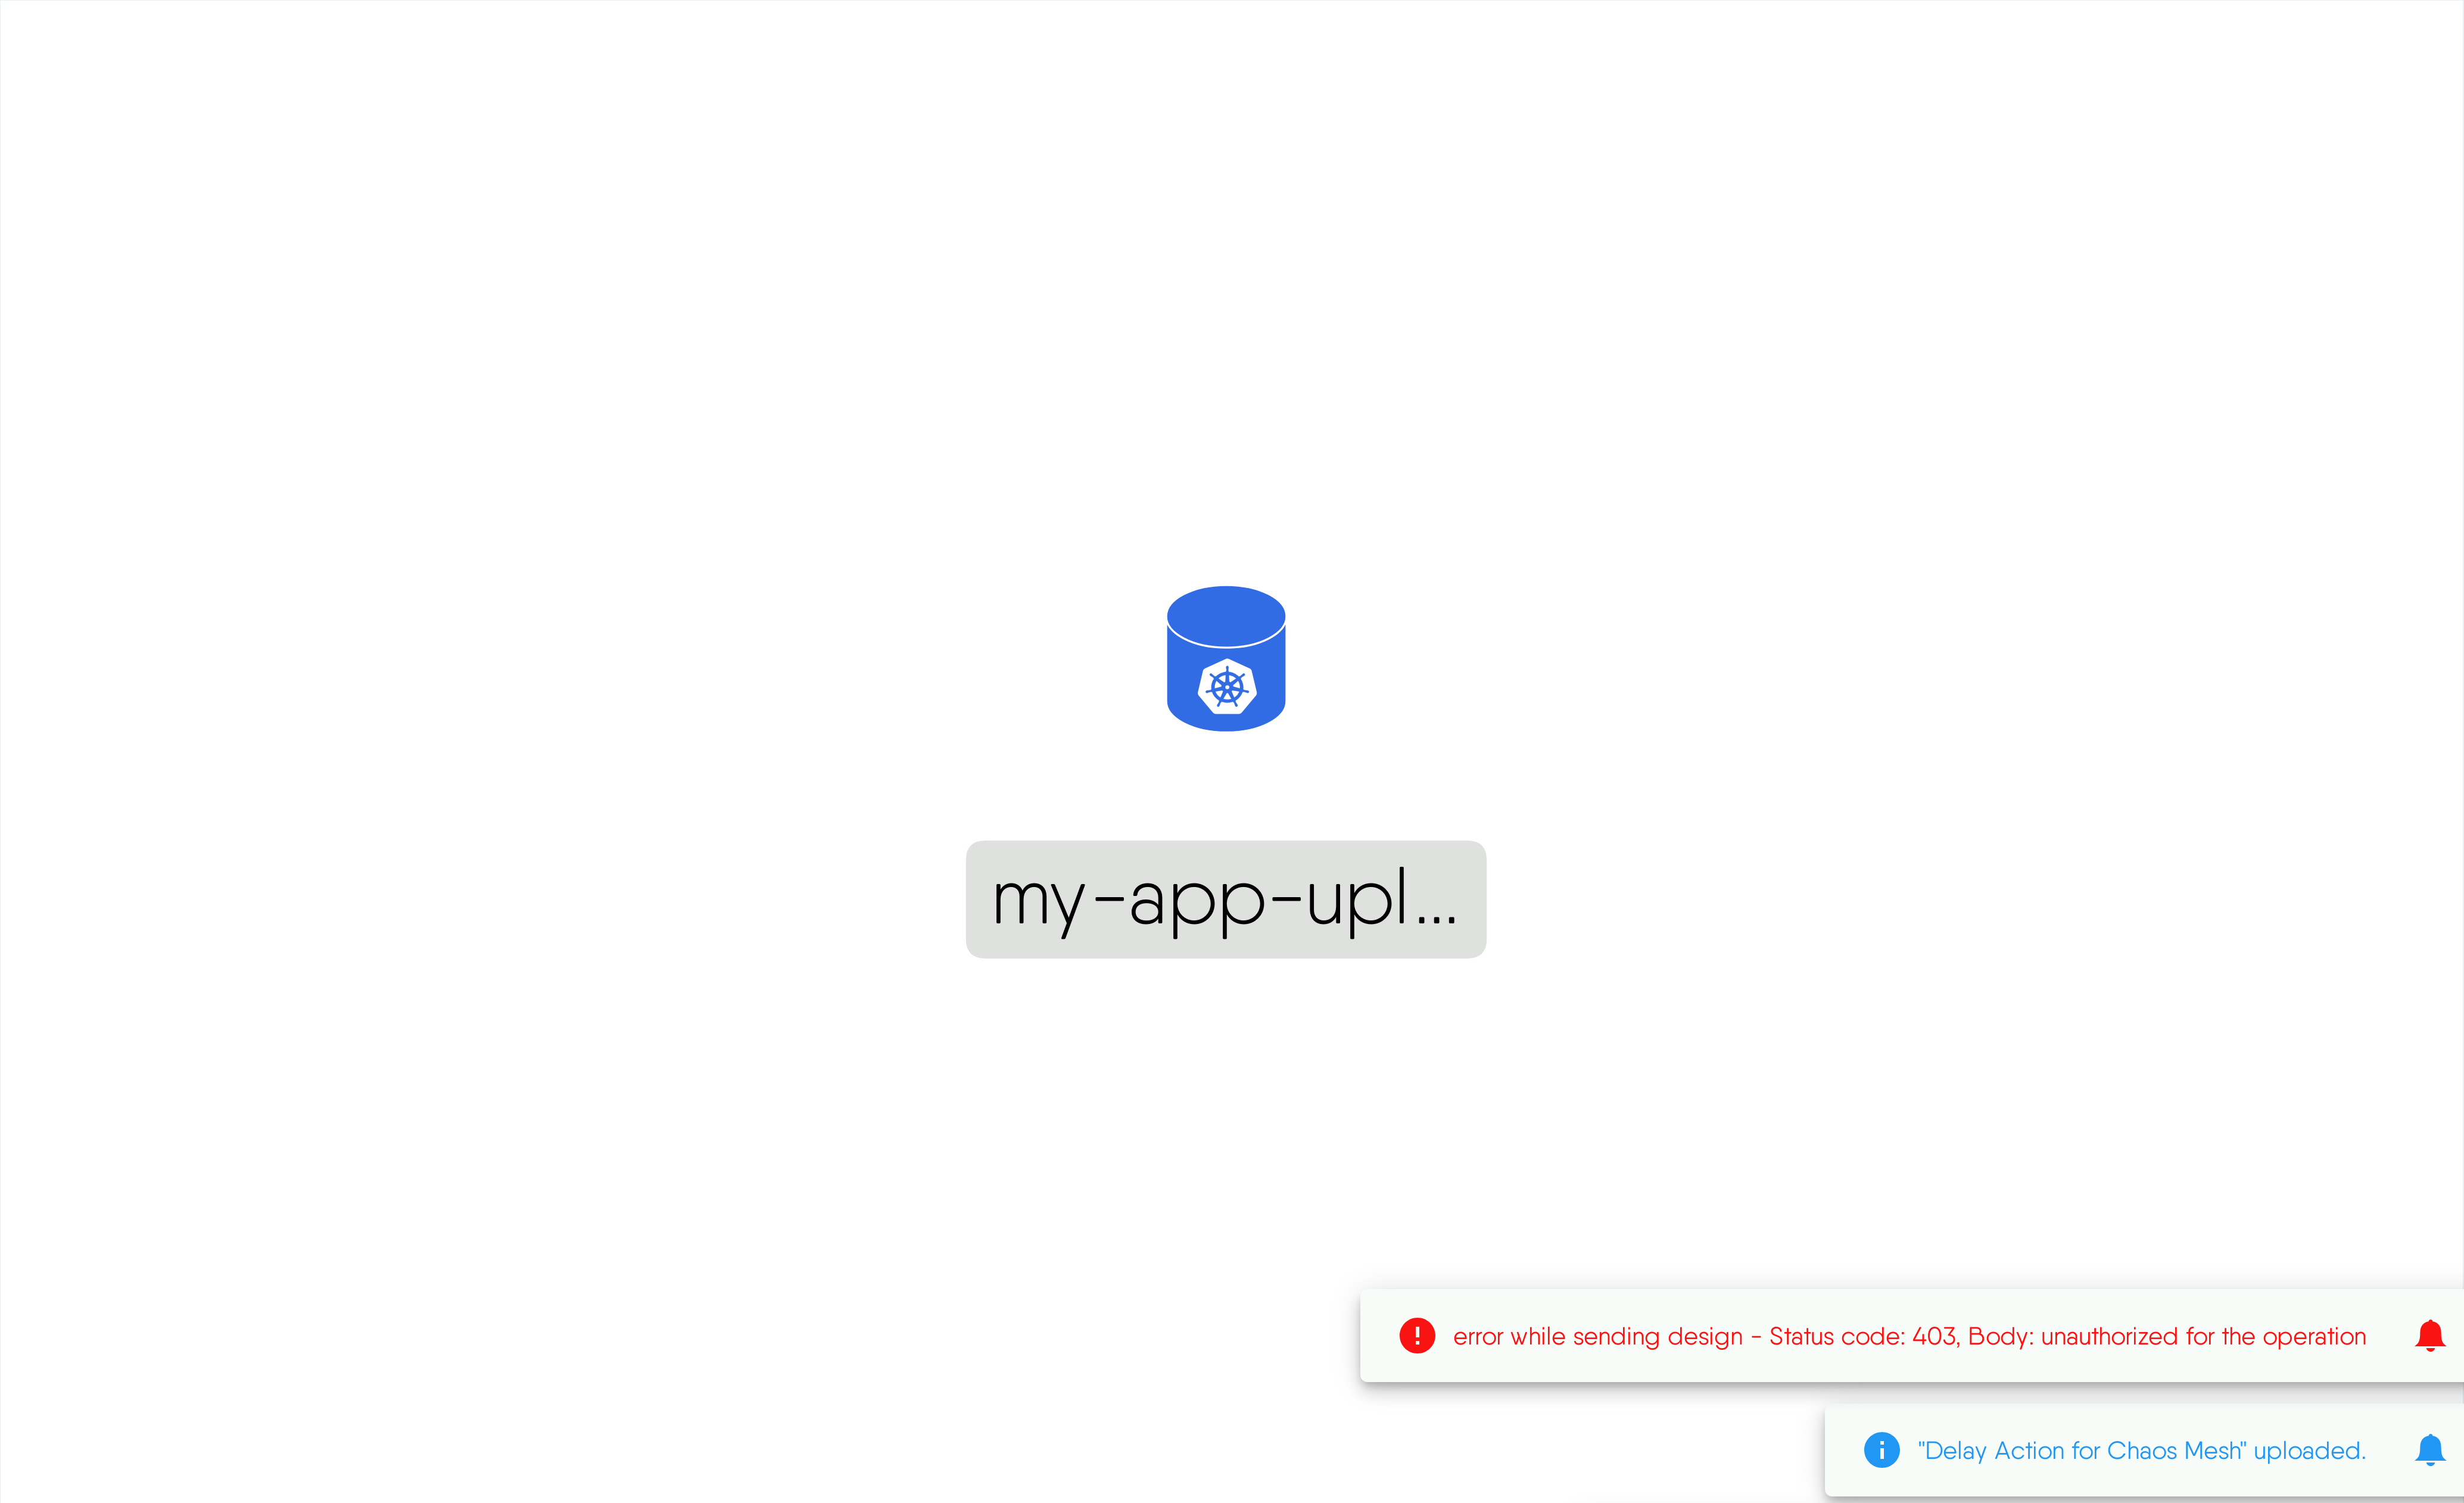 my-app-upl...
error while sending design - Status code: 403, Body: unauthorized for the operation
"Delay Action for Chaos Mesh" uploaded.